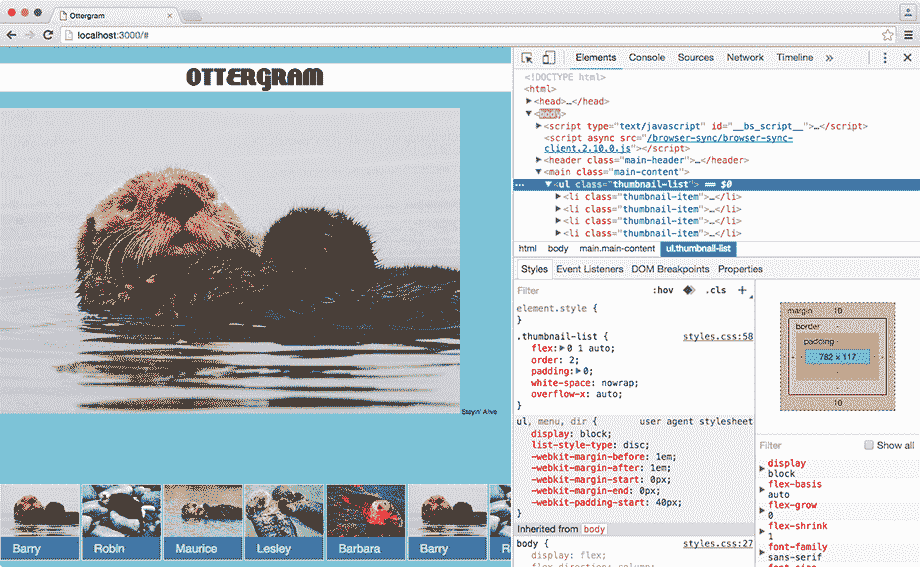 Ottergram
localhost:3000/#
OTTERGRAM
Stayin' Alive
Barry
Robin
Maurice
Lesley
Barbara
Barry
R
Elements Console Sources Network Timeline »
<!DOCTYPE html>
<html>
▶<head>…</head>
▼<body>
▶<script type="text/javascript" id="__bs_script__">…</script>
<script async src="/browser-sync/browser-sync-
client.2.10.0.js"></script>
▶<header class="main-header">…</header>
▼<main class="main-content">
… ▼<ul class="thumbnail-list"> == $0
▶<li class="thumbnail-item">…</li>
▶<li class="thumbnail-item">…</li>
▶<li class="thumbnail-item">…</li>
▶<li class="thumbnail-item">…</li>
html body main.main-content ul.thumbnail-list
Styles Event Listeners DOM Breakpoints Properties
Filter :hov .cls +
element.style {
}
.thumbnail-list { styles.css:58
flex:▶0 1 auto;
order: 2;
padding:▶0;
white-space: nowrap;
overflow-x: auto;
}
ul, menu, dir { user agent stylesheet
display: block;
list-style-type: disc;
-webkit-margin-before: 1em;
-webkit-margin-after: 1em;
-webkit-margin-start: 0px;
-webkit-margin-end: 0px;
-webkit-padding-start: 40px;
}
Inherited from body
body { styles.css:27
display: flex;
flex-direction: column;
margin 10
border -
padding -
- - - 782 x 117 - - -
-
-
10
Filter Show all
▶display
block
▶flex-basis
auto
▶flex-grow
0
▶flex-shrink
1
▶font-family
sans-serif